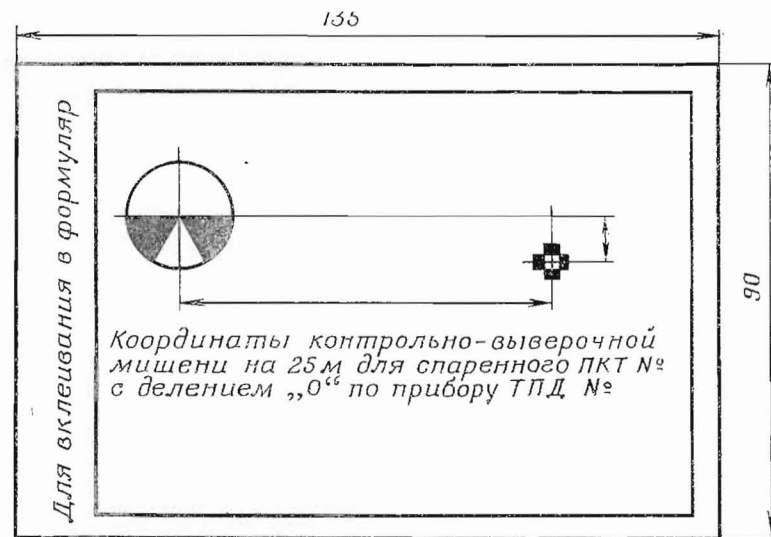 135
Для вклеивания в формуляр
Координаты контрольно-выверочной
мишени на 25м для спаренного ПКТ №
с делением „0“ по прибору ТПД №
90